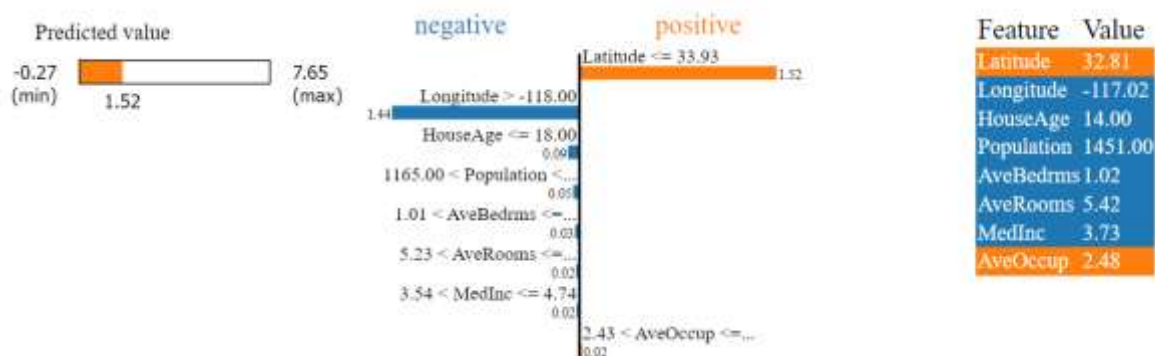 Predicted value
-0.27
(min)
7.65
(max)
1.52
negative positive
Latitude <= 33.93
1.52
Longitude > -118.00
1.44
HouseAge <= 18.00
0.09
1165.00 < Population <...
0.05
1.01 < AveBedrms <=...
0.03
5.23 < AveRooms <=...
0.02
3.54 < MedInc <= 4.74
0.02
2.43 < AveOccup <=...
0.02
Feature Value
Latitude 32.81
Longitude -117.02
HouseAge 14.00
Population 1451.00
AveBedrms 1.02
AveRooms 5.42
MedInc 3.73
AveOccup 2.48